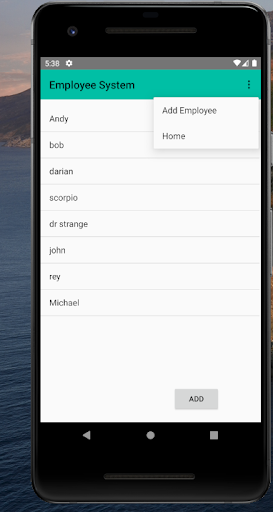 5:38
Employee System
Add Employee
Home
Andy
bob
darian
scorpio
dr strange
john
rey
Michael
ADD